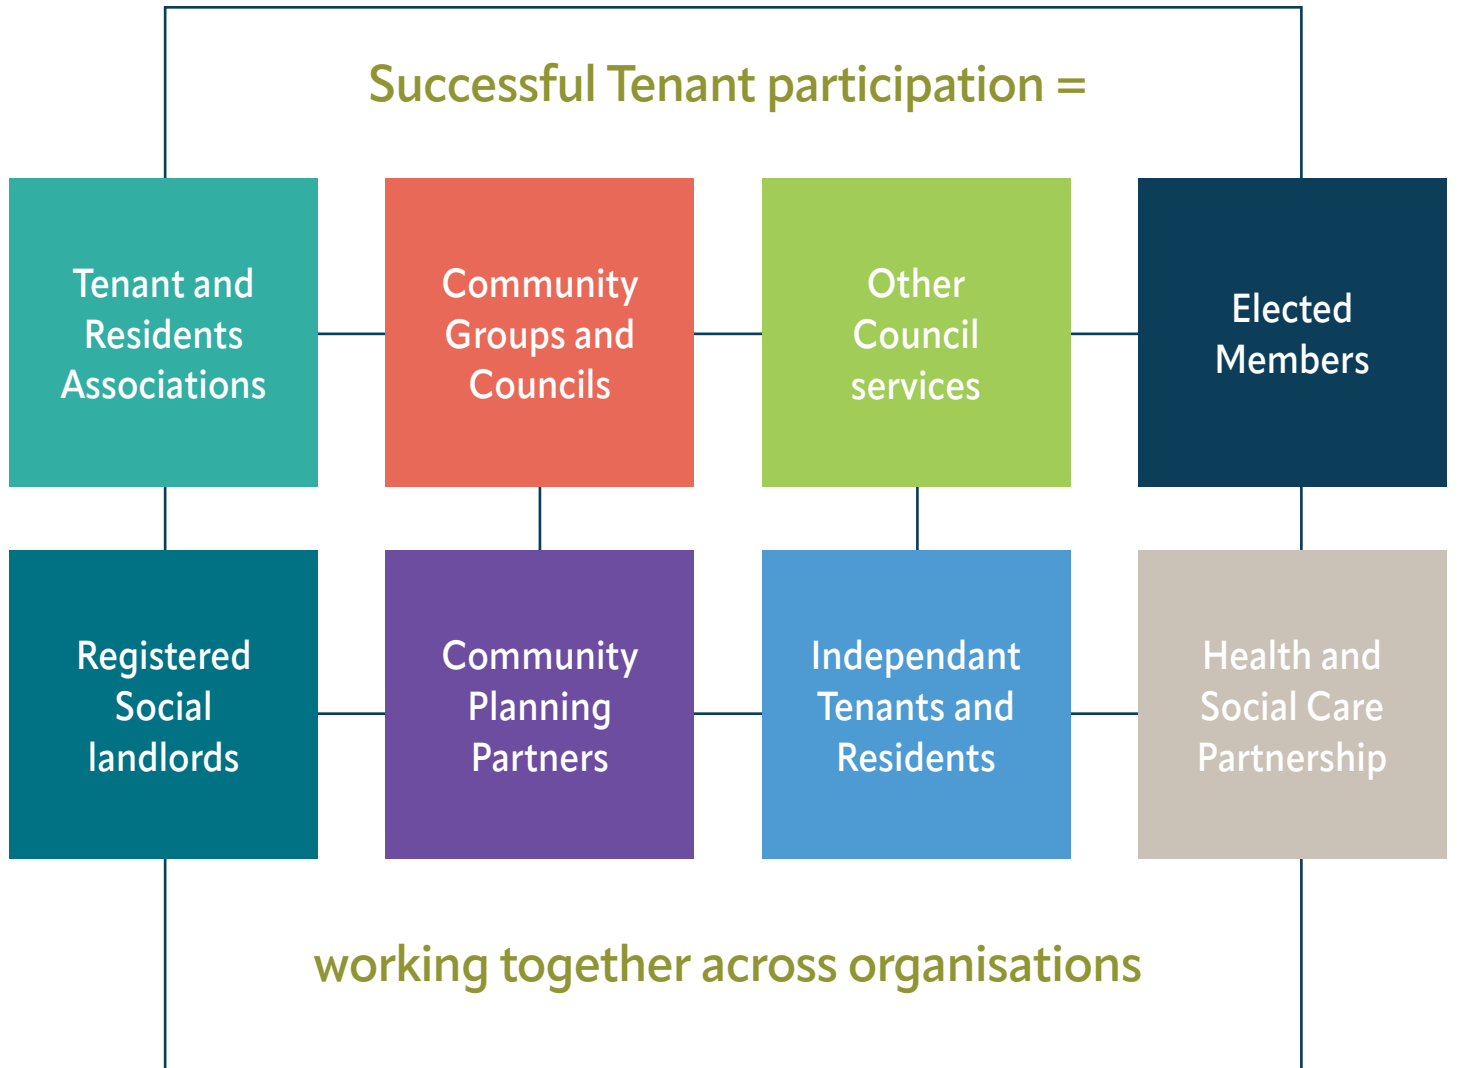 Successful Tenant participation =
Tenant and
Residents
Associations
Community
Groups and
Councils
Other
Council
services
Elected
Members
Registered
Social
landlords
Community
Planning
Partners
Independant
Tenants and
Residents
Health and
Social Care
Partnership
working together across organisations